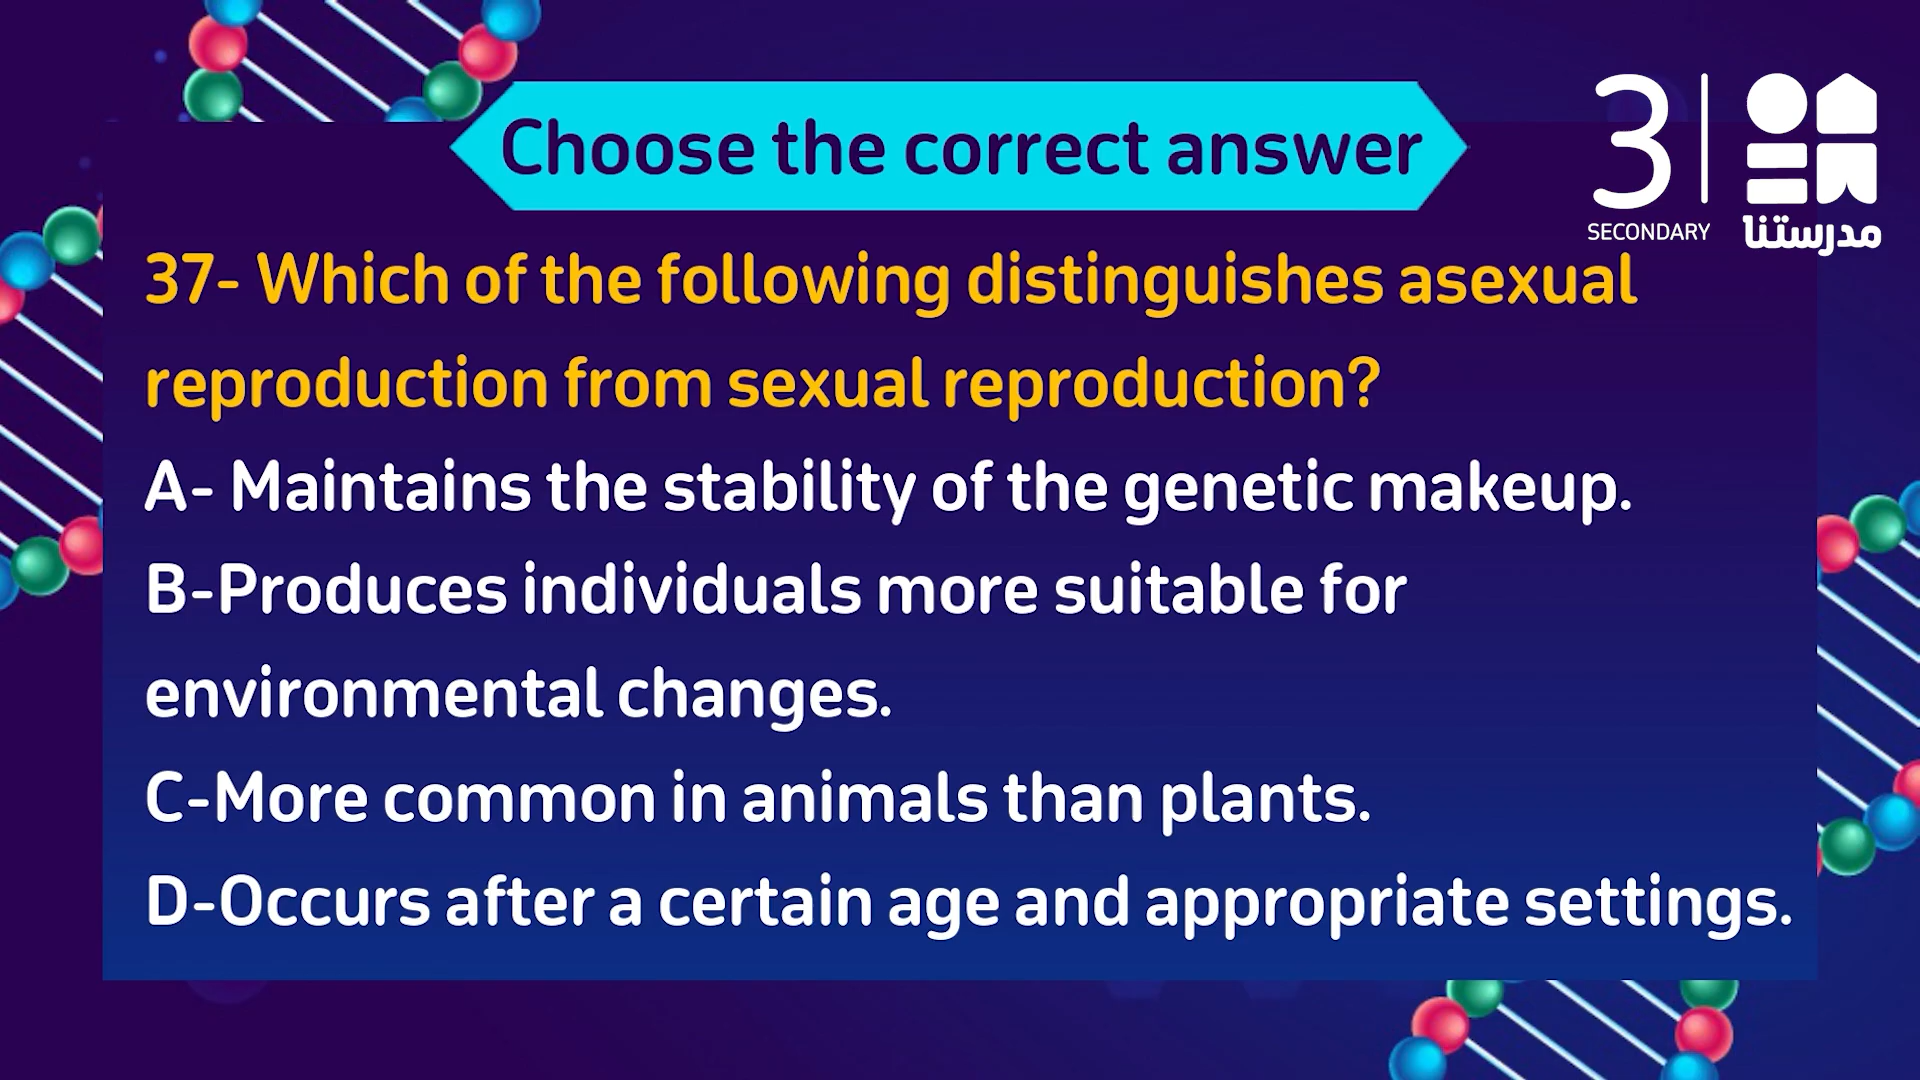 Choose the correct answer
3
SECONDARY
مدرستنا
37- Which of the following distinguishes asexual
reproduction from sexual reproduction?
A- Maintains the stability of the genetic makeup.
B-Produces individuals more suitable for
environmental changes.
C-More common in animals than plants.
D-Occurs after a certain age and appropriate settings.